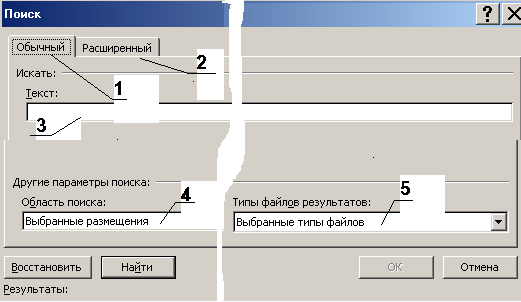 Поиск ? X
Обычный Расширенный
2
Искать:
1
Текст:
3
Другие параметры поиска:
4 5
Область поиска: Типы файлов результатов:
Выбранные размещения Выбранные типы файлов
Восстановить Найти ОК Отмена
Результаты: